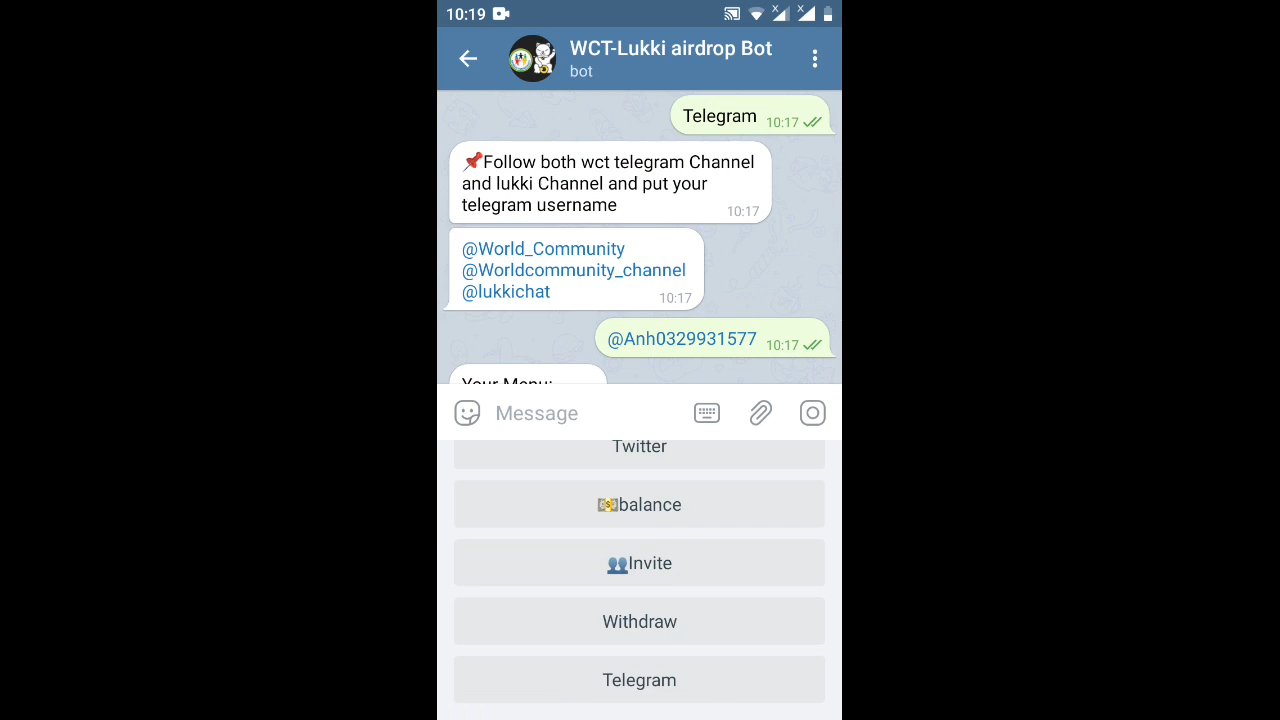 10:19
WCT-Lukki airdrop Bot
bot
Telegram 10:17
📌Follow both wct telegram Channel
and lukki Channel and put your
telegram username
10:17
@World_Community
@Worldcommunity_channel
@lukkichat
10:17
@Anh0329931577 10:17
Your Menu:
Message
Twitter
💵balance
👥Invite
Withdraw
Telegram